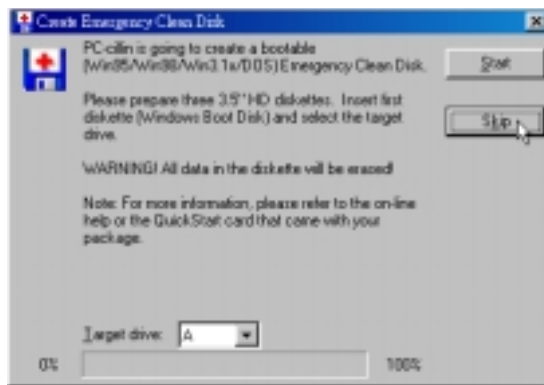 Create Emergency Clean Disk
PC-cillin is going to create a bootable
(Win95/Win98/Win3.1x/DOS) Emergency Clean Disk.
Start
Please prepare three 3.5" HD diskettes. Insert first
diskette (Windows Boot Disk) and select the target
drive.
Skip
WARNING! All data in the diskette will be erased!
Note: For more information, please refer to the on-line
help or the QuickStart card that came with your
package.
Target drive: A
0% 100%